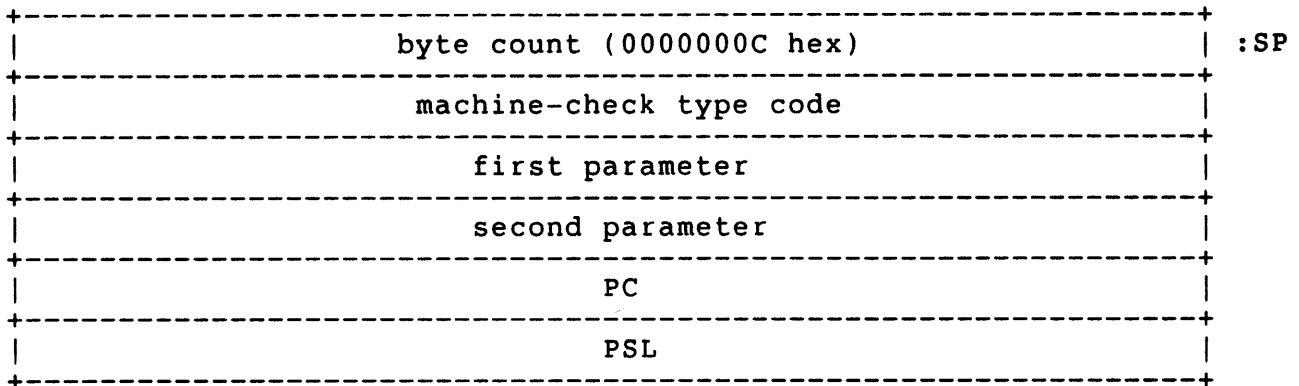 byte count (0000000C hex) :SP
machine-check type code
first parameter
second parameter
PC
PSL